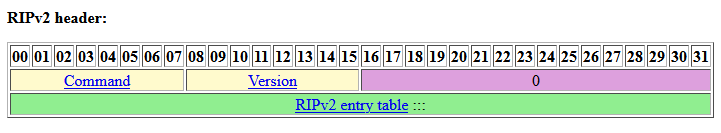 RIPv2 header:
00 01 02 03 04 05 06 07 08 09 10 11 12 13 14 15 16 17 18 19 20 21 22 23 24 25 26 27 28 29 30 31
Command Version 0
RIPv2 entry table :::